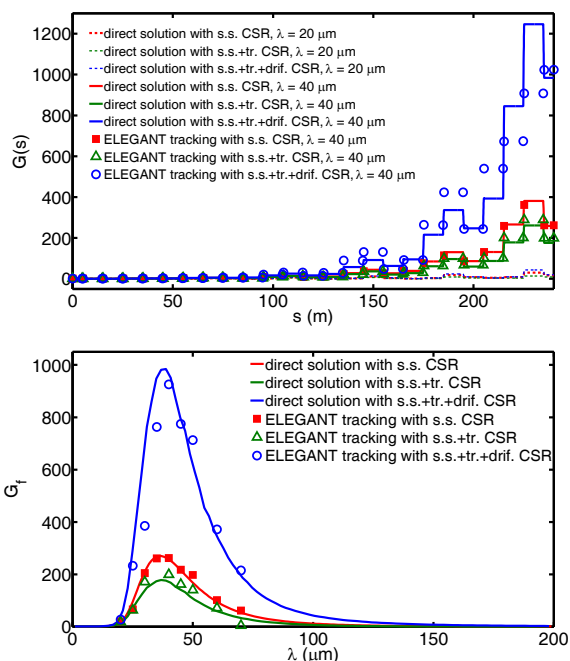 1200
1000
800
600
400
200
0
G(s)
direct solution with s.s. CSR, λ = 20 μm
direct solution with s.s.+tr. CSR, λ = 20 μm
direct solution with s.s.+tr.+drif. CSR, λ = 20 μm
direct solution with s.s. CSR, λ = 40 μm
direct solution with s.s.+tr. CSR, λ = 40 μm
direct solution with s.s.+tr.+drif. CSR, λ = 40 μm
ELEGANT tracking with s.s. CSR, λ = 40 μm
ELEGANT tracking with s.s.+tr. CSR, λ = 40 μm
ELEGANT tracking with s.s.+tr.+drif. CSR, λ = 40 μm
0 50 100 150 200
s (m)
1000
800
600
400
200
0
G_f
direct solution with s.s. CSR
direct solution with s.s.+tr. CSR
direct solution with s.s.+tr.+drif. CSR
ELEGANT tracking with s.s. CSR
ELEGANT tracking with s.s.+tr. CSR
ELEGANT tracking with s.s.+tr.+drif. CSR
0 50 100 150 200
λ (μm)